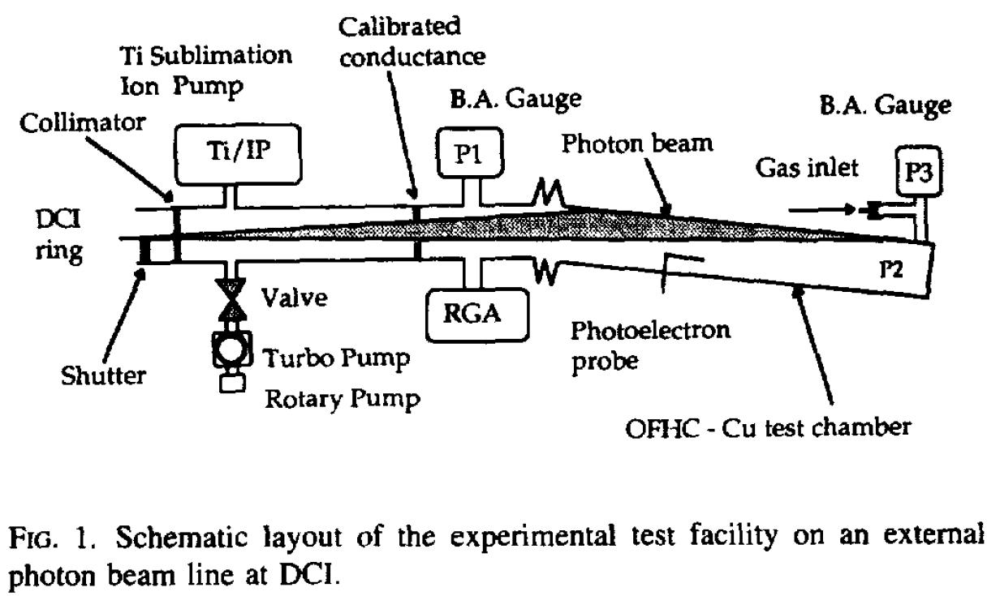 Calibrated
conductance
Ti Sublimation
Ion Pump
B.A. Gauge
B.A. Gauge
Collimator
Ti/IP
P1
Photon beam
Gas inlet
P3
DCI
ring
P2
Valve
RGA
Photoelectron
probe
Shutter
Turbo Pump
Rotary Pump
OFHC - Cu test chamber
FIG. 1. Schematic layout of the experimental test facility on an external
photon beam line at DCI.